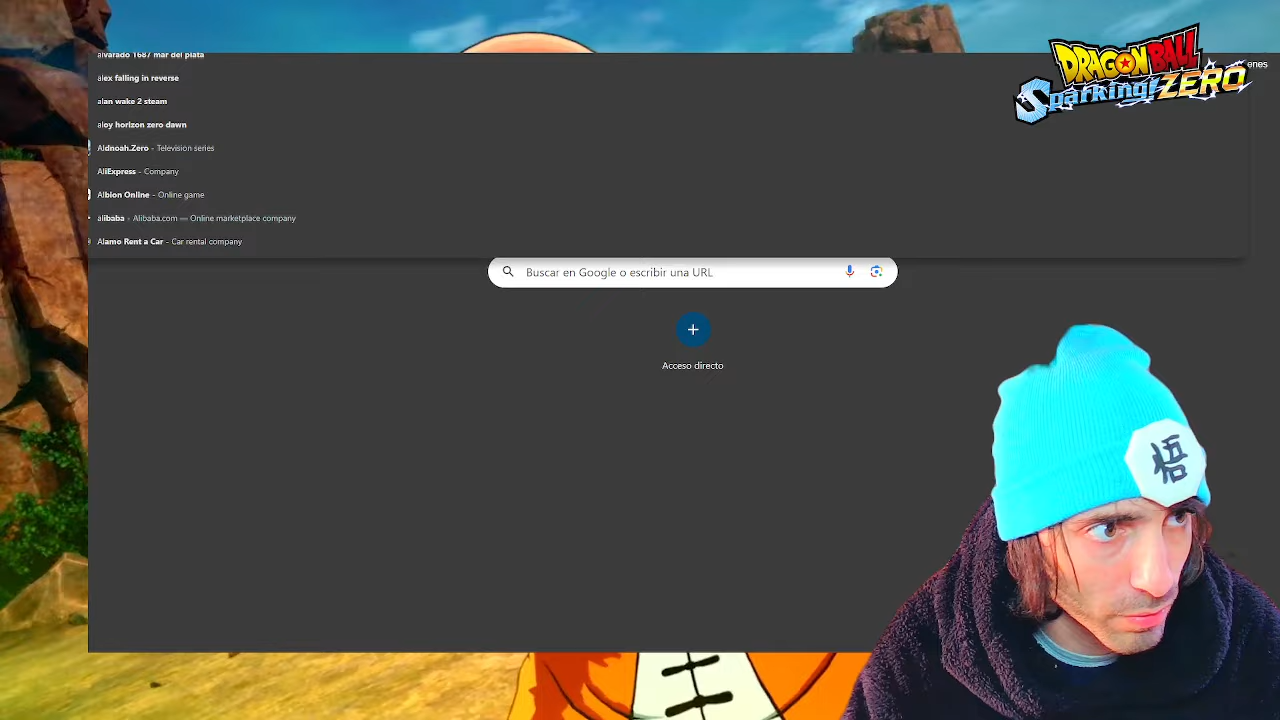 alvarado 1687 mar del plata
alex falling in reverse
alan wake 2 steam
aloy horizon zero dawn
Aldnoah.Zero - Television series
AliExpress - Company
Albion Online - Online game
alibaba - Alibaba.com — Online marketplace company
Alamo Rent a Car - Car rental company
enes
DRAGON BALL
Sparking! ZERO
Buscar en Google o escribir una URL
Acceso directo
悟